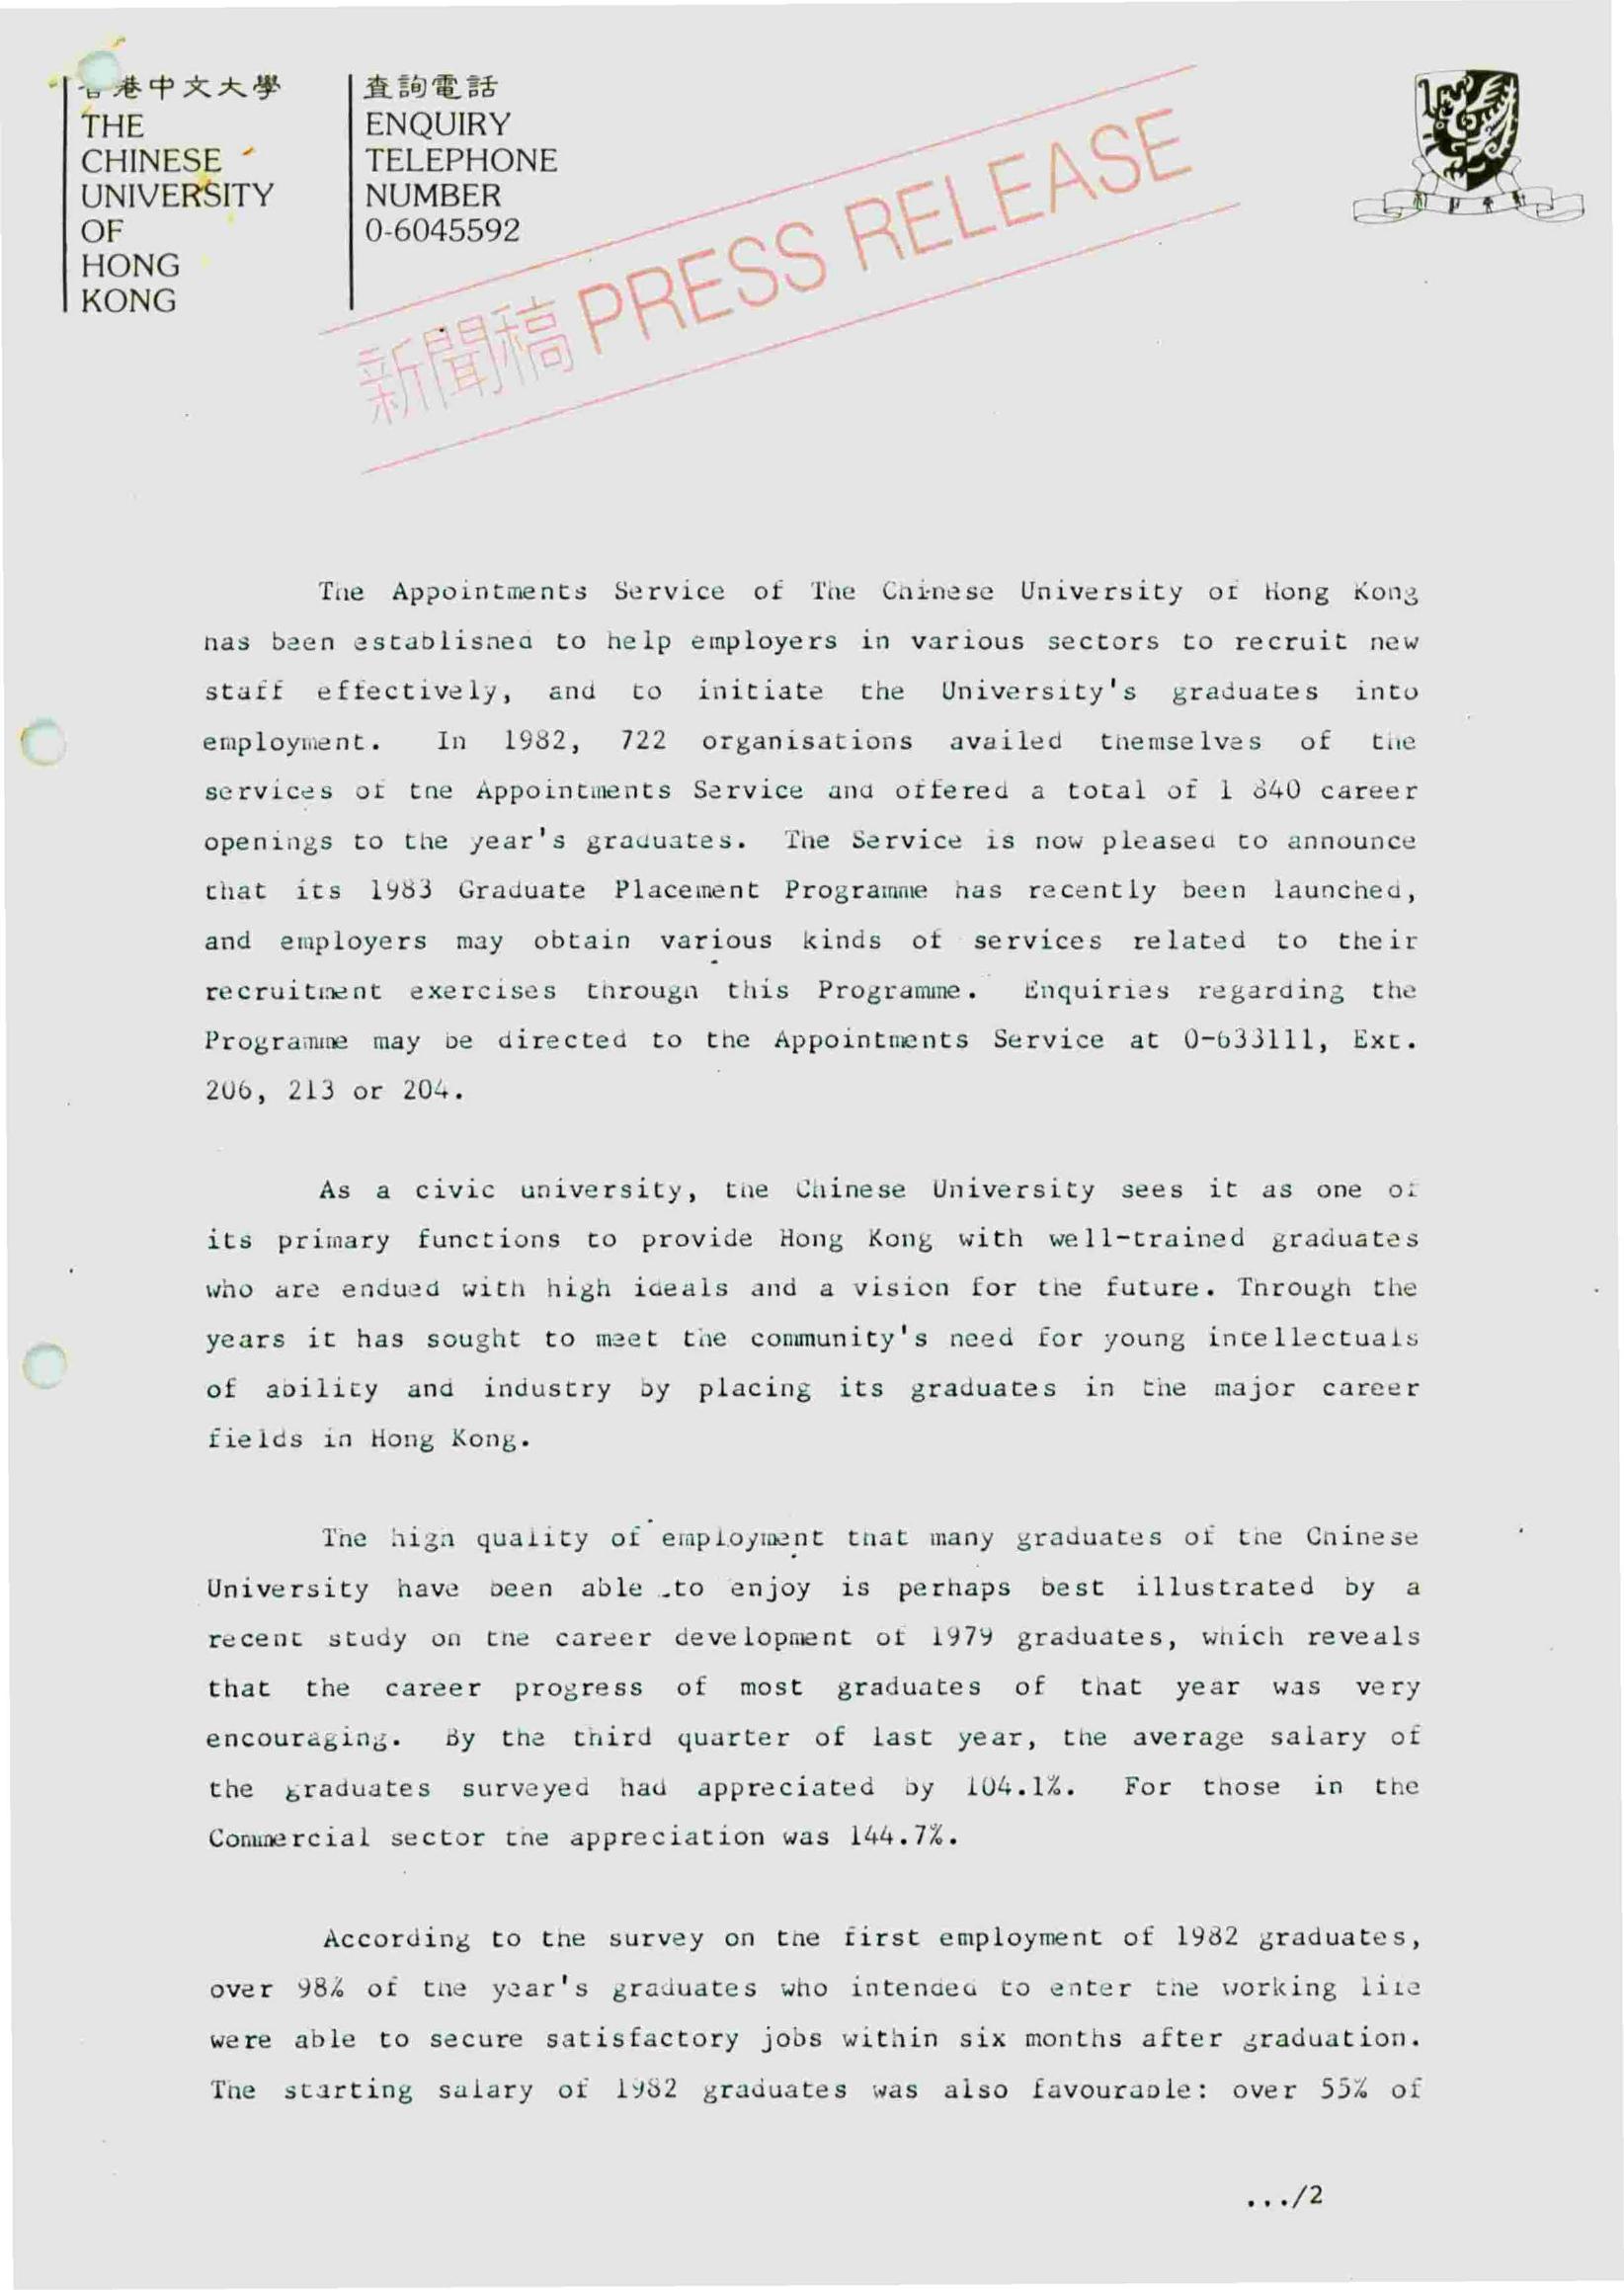 香港中文大學
THE
CHINESE
UNIVERSITY
OF
HONG
KONG
查詢電話
ENQUIRY
TELEPHONE
NUMBER
0-6045592
新聞稿 PRESS RELEASE
The Appointments Service of The Chinese University of Hong Kong
has been established to help employers in various sectors to recruit new
staff effectively, and to initiate the University's graduates into
employment. In 1982, 722 organisations availed themselves of the
services of the Appointments Service and offered a total of 1 840 career
openings to the year's graduates. The Service is now pleased to announce
that its 1983 Graduate Placement Programme has recently been launched,
and employers may obtain various kinds of services related to their
recruitment exercises through this Programme. Enquiries regarding the
Programme may be directed to the Appointments Service at 0-633111, Ext.
206, 213 or 204.
As a civic university, the Chinese University sees it as one of
its primary functions to provide Hong Kong with well-trained graduates
who are endued with high ideals and a vision for the future. Through the
years it has sought to meet the community's need for young intellectuals
of ability and industry by placing its graduates in the major career
fields in Hong Kong.
The high quality of employment that many graduates of the Chinese
University have been able to enjoy is perhaps best illustrated by a
recent study on the career development of 1979 graduates, which reveals
that the career progress of most graduates of that year was very
encouraging. By the third quarter of last year, the average salary of
the graduates surveyed had appreciated by 104.1%. For those in the
Commercial sector the appreciation was 144.7%.
According to the survey on the first employment of 1982 graduates,
over 98% of the year's graduates who intended to enter the working life
were able to secure satisfactory jobs within six months after graduation.
The starting salary of 1982 graduates was also favourable: over 55% of
.../2